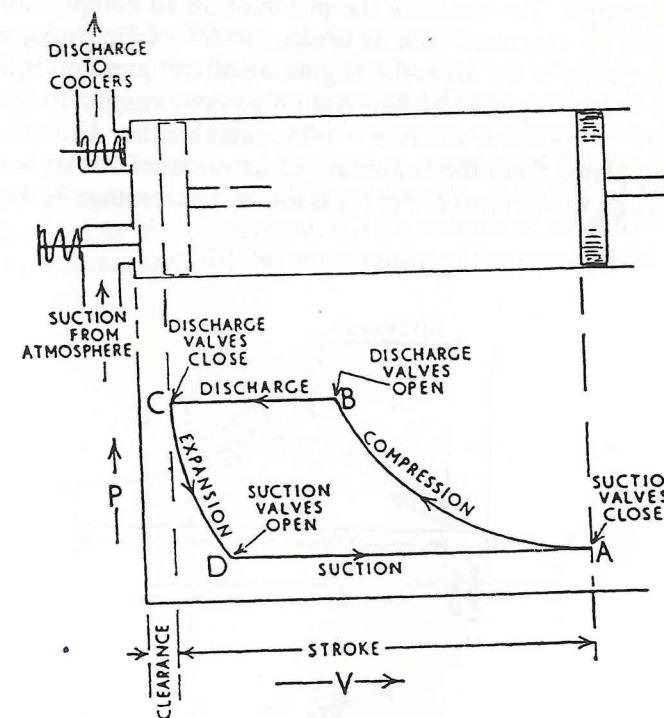 DISCHARGE
TO
COOLERS
SUCTION
FROM
ATMOSPHERE
DISCHARGE
VALVES
CLOSE
DISCHARGE
VALVES
OPEN
C
DISCHARGE
B
EXPANSION
COMPRESSION
P
SUCTION
VALVES
OPEN
SUCTION
VALVES
CLOSE
D
SUCTION
A
CLEARANCE
STROKE
V